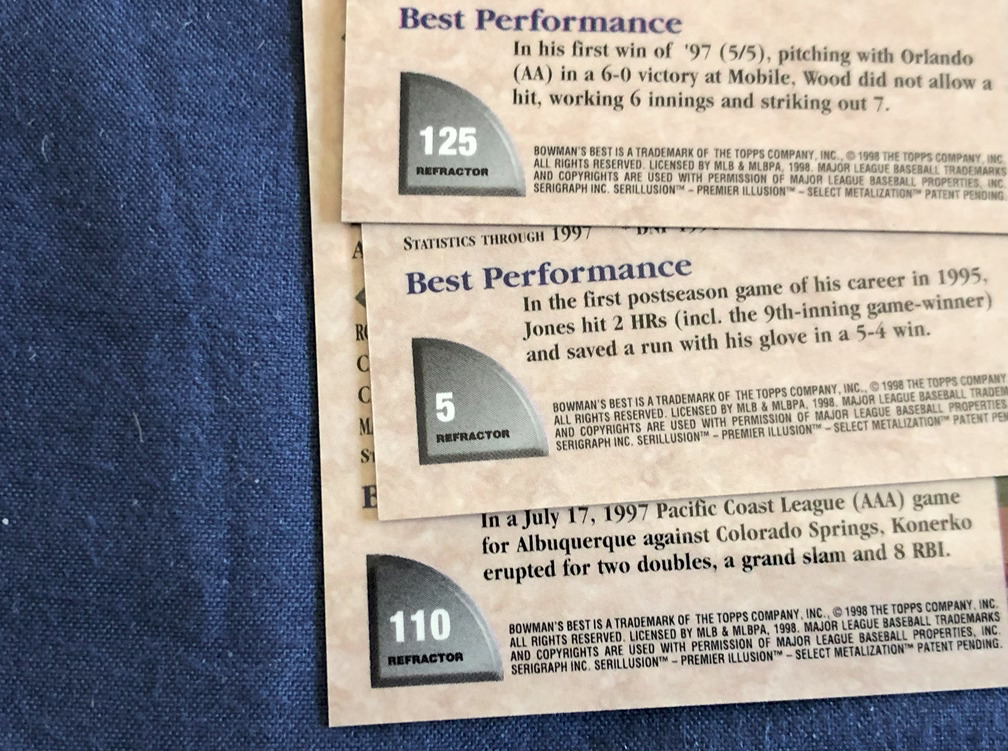 Best Performance
In his first win of '97 (5/5), pitching with Orlando
(AA) in a 6-0 victory at Mobile, Wood did not allow a
hit, working 6 innings and striking out 7.
125
REFRACTOR
BOWMAN'S BEST IS A TRADEMARK OF THE TOPPS COMPANY, INC., © 1998 THE TOPPS COMPANY, INC.
ALL RIGHTS RESERVED. LICENSED BY MLB & MLBPA, 1998. MAJOR LEAGUE BASEBALL TRADEMARKS
AND COPYRIGHTS ARE USED WITH PERMISSION OF MAJOR LEAGUE BASEBALL PROPERTIES, INC.
SERIGRAPH INC. SERILLUSION™ – PREMIER ILLUSION™ – SELECT METALIZATION™ PATENT PENDING.
STATISTICS THROUGH 1997
Best Performance
In the first postseason game of his career in 1995,
Jones hit 2 HRs (incl. the 9th-inning game-winner)
and saved a run with his glove in a 5-4 win.
5
REFRACTOR
BOWMAN'S BEST IS A TRADEMARK OF THE TOPPS COMPANY, INC., © 1998 THE TOPPS COMPANY
ALL RIGHTS RESERVED. LICENSED BY MLB & MLBPA, 1998. MAJOR LEAGUE BASEBALL TRADEM
AND COPYRIGHTS ARE USED WITH PERMISSION OF MAJOR LEAGUE BASEBALL PROPERTIES
SERIGRAPH INC. SERILLUSION™ – PREMIER ILLUSION™ – SELECT METALIZATION™ PATENT PE
In a July 17, 1997 Pacific Coast League (AAA) game
for Albuquerque against Colorado Springs, Konerko
erupted for two doubles, a grand slam and 8 RBI.
110
REFRACTOR
BOWMAN'S BEST IS A TRADEMARK OF THE TOPPS COMPANY, INC., © 1998 THE TOPPS COMPANY, INC.
ALL RIGHTS RESERVED. LICENSED BY MLB & MLBPA, 1998. MAJOR LEAGUE BASEBALL TRADEMARKS
AND COPYRIGHTS ARE USED WITH PERMISSION OF MAJOR LEAGUE BASEBALL PROPERTIES, INC.
SERIGRAPH INC. SERILLUSION™ – PREMIER ILLUSION™ – SELECT METALIZATION™ PATENT PENDING.